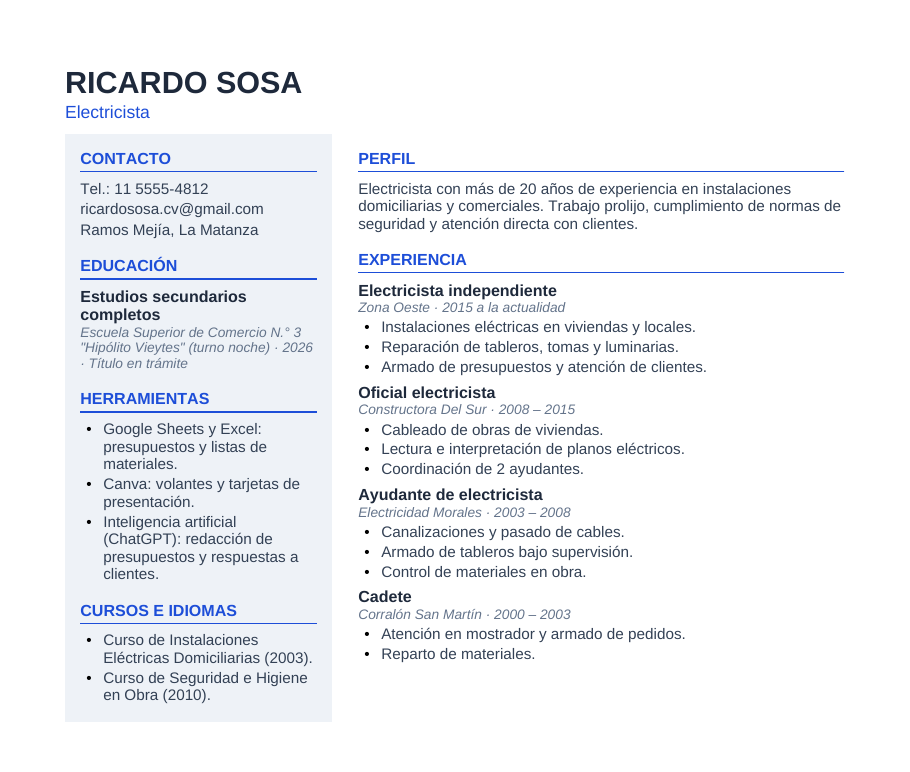 RICARDO SOSA
Electricista
CONTACTO
Tel.: 11 5555-4812
ricardososa.cv@gmail.com
Ramos Mejía, La Matanza
EDUCACIÓN
Estudios secundarios
completos
Escuela Superior de Comercio N.° 3
"Hipólito Vieytes" (turno noche) · 2026
· Título en trámite
HERRAMIENTAS
• Google Sheets y Excel:
presupuestos y listas de
materiales.
• Canva: volantes y tarjetas de
presentación.
• Inteligencia artificial
(ChatGPT): redacción de
presupuestos y respuestas a
clientes.
CURSOS E IDIOMAS
• Curso de Instalaciones
Eléctricas Domiciliarias (2003).
• Curso de Seguridad e Higiene
en Obra (2010).
PERFIL
Electricista con más de 20 años de experiencia en instalaciones
domiciliarias y comerciales. Trabajo prolijo, cumplimiento de normas de
seguridad y atención directa con clientes.
EXPERIENCIA
Electricista independiente
Zona Oeste · 2015 a la actualidad
• Instalaciones eléctricas en viviendas y locales.
• Reparación de tableros, tomas y luminarias.
• Armado de presupuestos y atención de clientes.
Oficial electricista
Constructora Del Sur · 2008 – 2015
• Cableado de obras de viviendas.
• Lectura e interpretación de planos eléctricos.
• Coordinación de 2 ayudantes.
Ayudante de electricista
Electricidad Morales · 2003 – 2008
• Canalizaciones y pasado de cables.
• Armado de tableros bajo supervisión.
• Control de materiales en obra.
Cadete
Corralón San Martín · 2000 – 2003
• Atención en mostrador y armado de pedidos.
• Reparto de materiales.